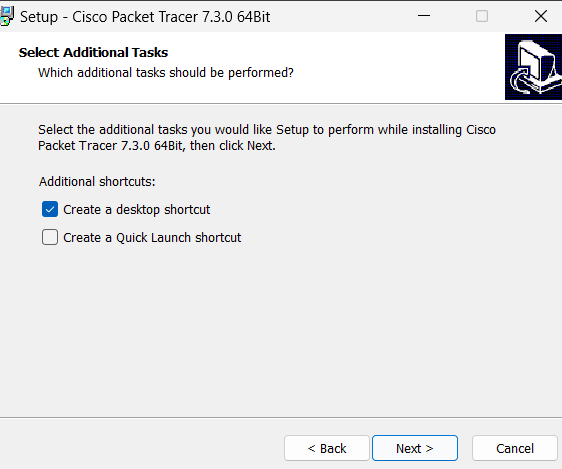 Setup - Cisco Packet Tracer 7.3.0 64Bit
Select Additional Tasks
Which additional tasks should be performed?
Select the additional tasks you would like Setup to perform while installing Cisco
Packet Tracer 7.3.0 64Bit, then click Next.
Additional shortcuts:
Create a desktop shortcut
Create a Quick Launch shortcut
< Back Next > Cancel